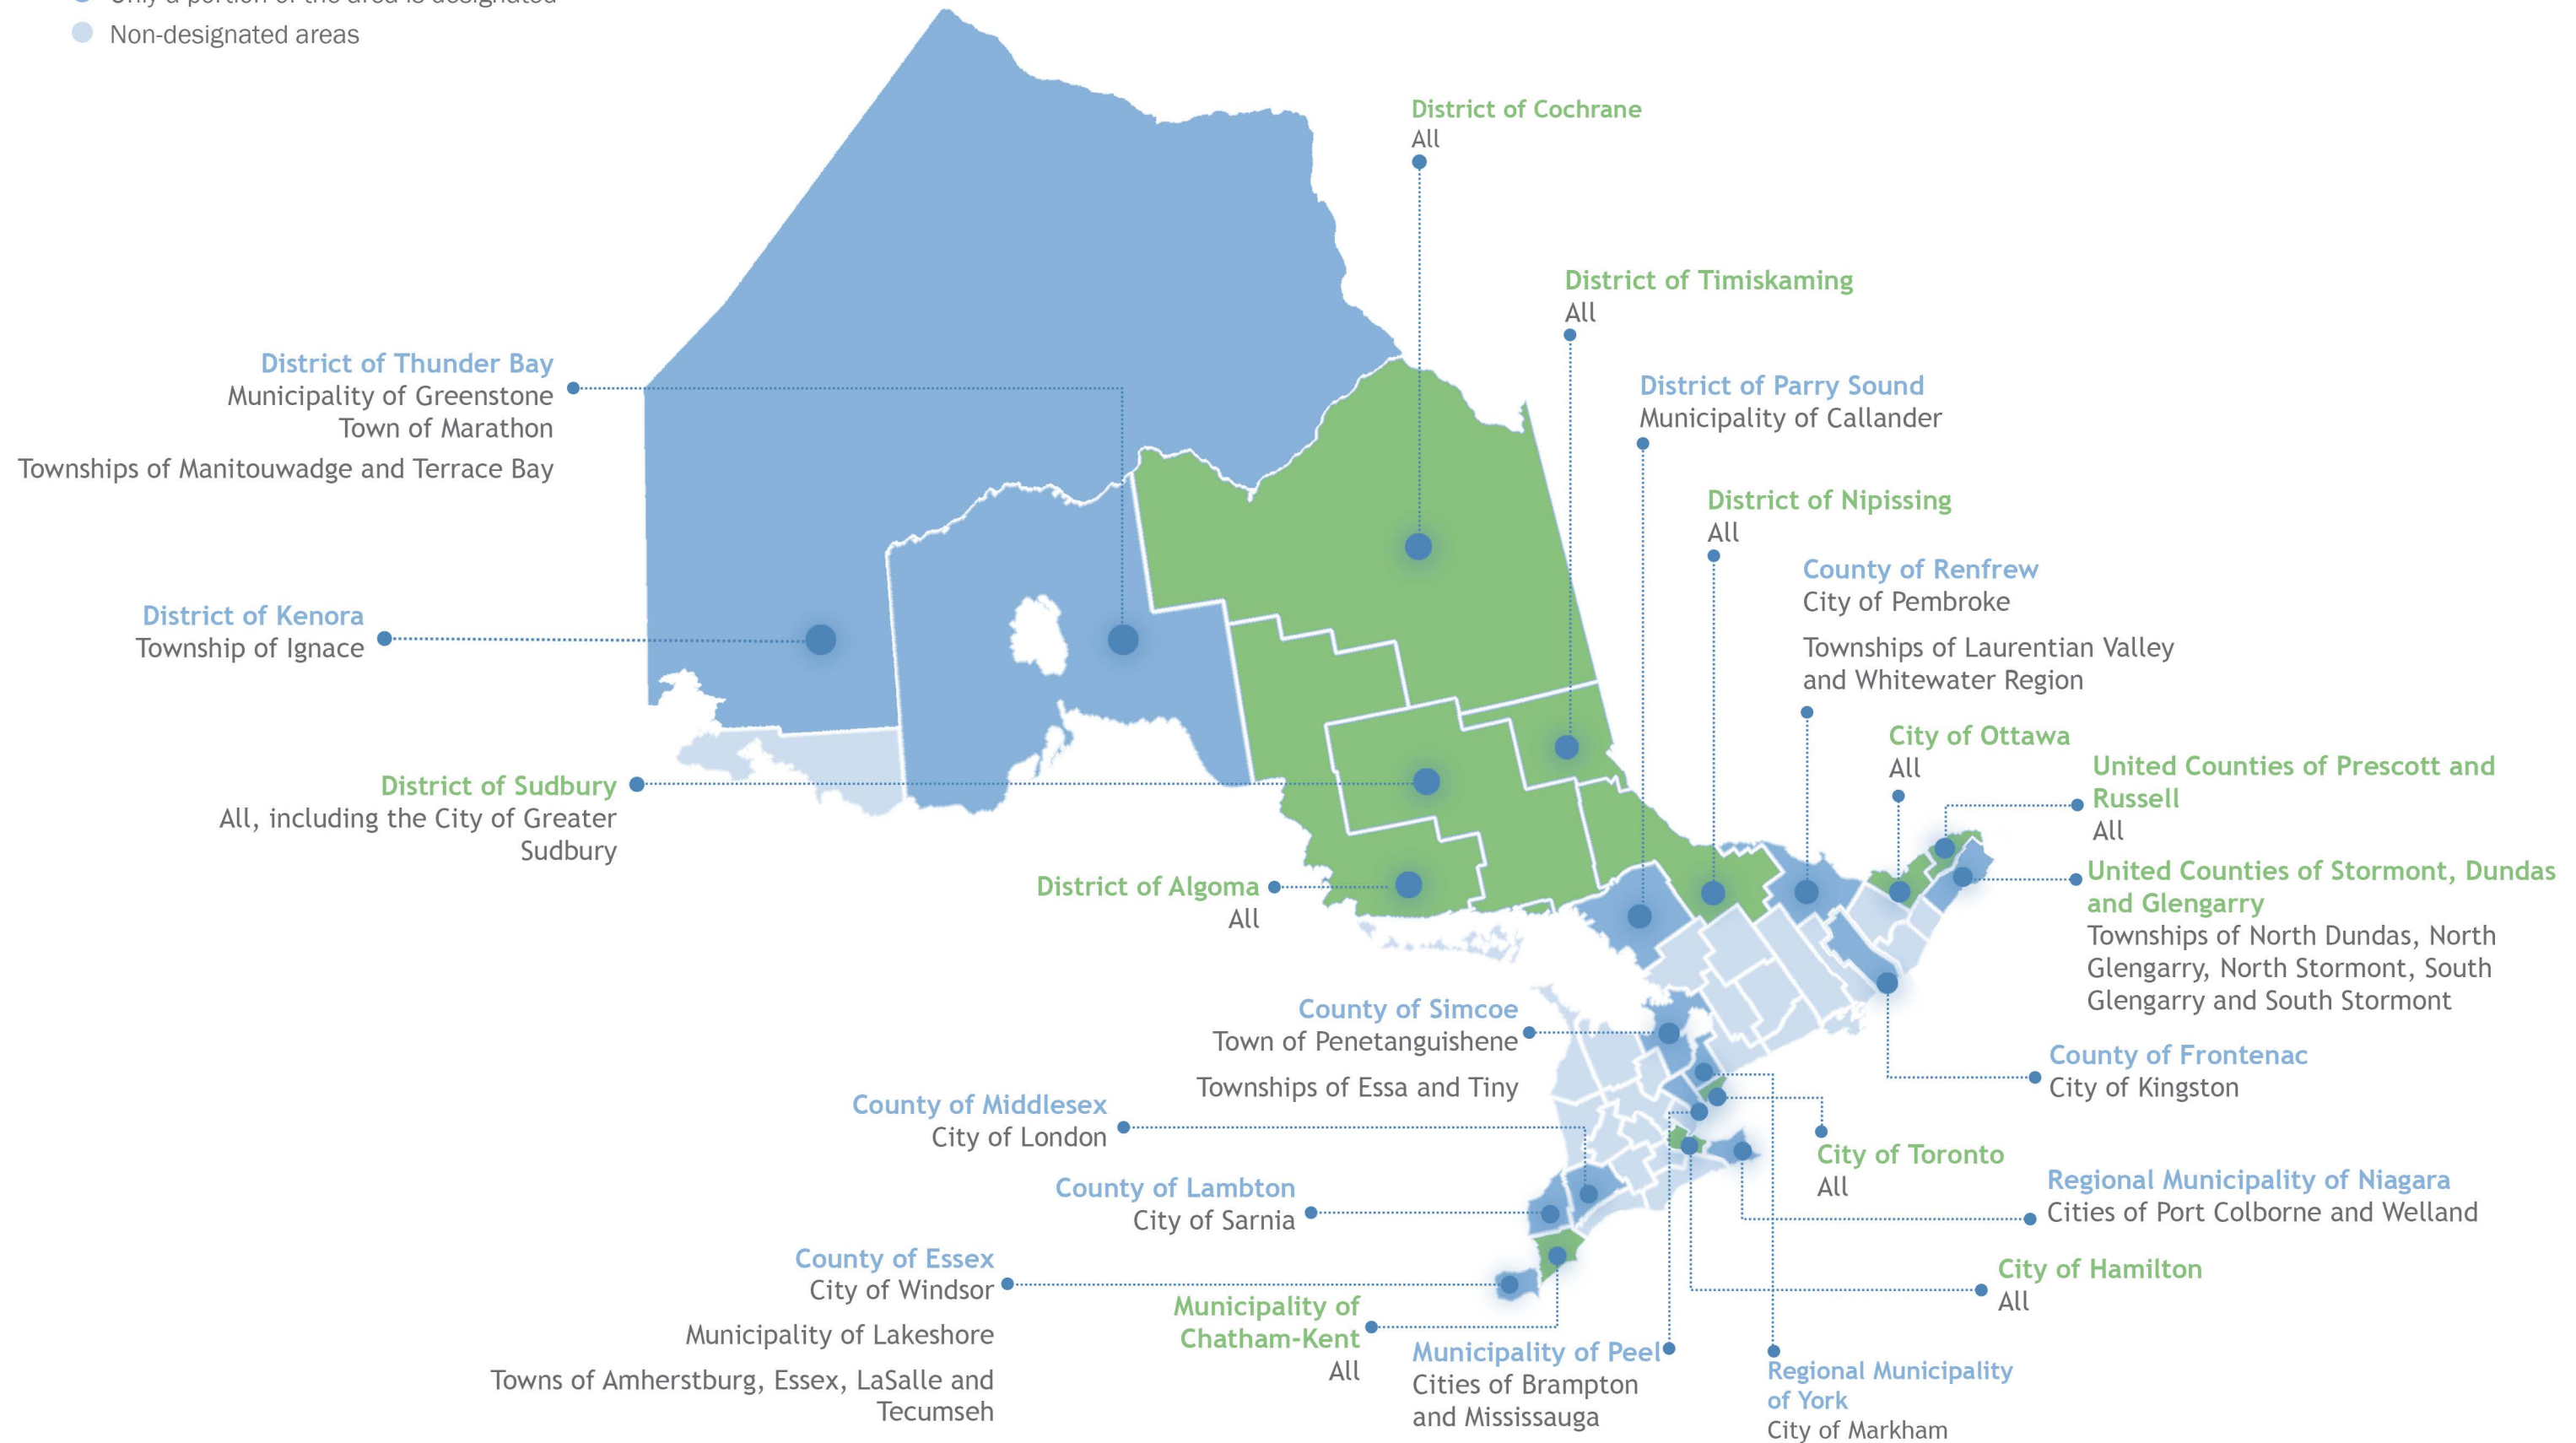 Only a portion of the area is designated
Non-designated areas
District of Cochrane
All
District of Timiskaming
All
District of Thunder Bay
Municipality of Greenstone
Town of Marathon
Townships of Manitouwadge and Terrace Bay
District of Parry Sound
Municipality of Callander
District of Nipissing
All
County of Renfrew
City of Pembroke
Townships of Laurentian Valley
and Whitewater Region
District of Kenora
Township of Ignace
City of Ottawa
All
United Counties of Prescott and
Russell
All
District of Sudbury
All, including the City of Greater
Sudbury
United Counties of Stormont, Dundas
and Glengarry
Townships of North Dundas, North
Glengarry, North Stormont, South
Glengarry and South Stormont
District of Algoma
All
County of Simcoe
Town of Penetanguishene
Townships of Essa and Tiny
County of Frontenac
City of Kingston
County of Middlesex
City of London
City of Toronto
All
County of Lambton
City of Sarnia
Regional Municipality of Niagara
Cities of Port Colborne and Welland
County of Essex
City of Windsor
Municipality of Lakeshore
Towns of Amherstburg, Essex, LaSalle and
Tecumseh
City of Hamilton
All
Municipality of
Chatham-Kent
All
Municipality of Peel
Cities of Brampton
and Mississauga
Regional Municipality
of York
City of Markham